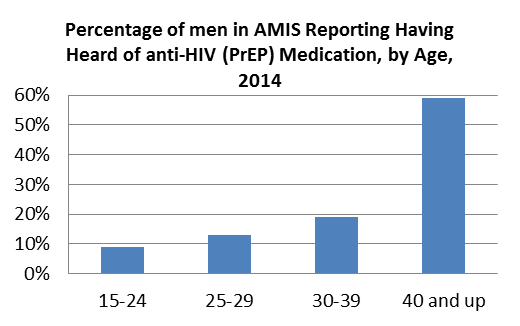 Percentage of men in AMIS Reporting Having
Heard of anti-HIV (PrEP) Medication, by Age,
2014
60%
50%
40%
30%
20%
10%
0%
15-24 25-29 30-39 40 and up